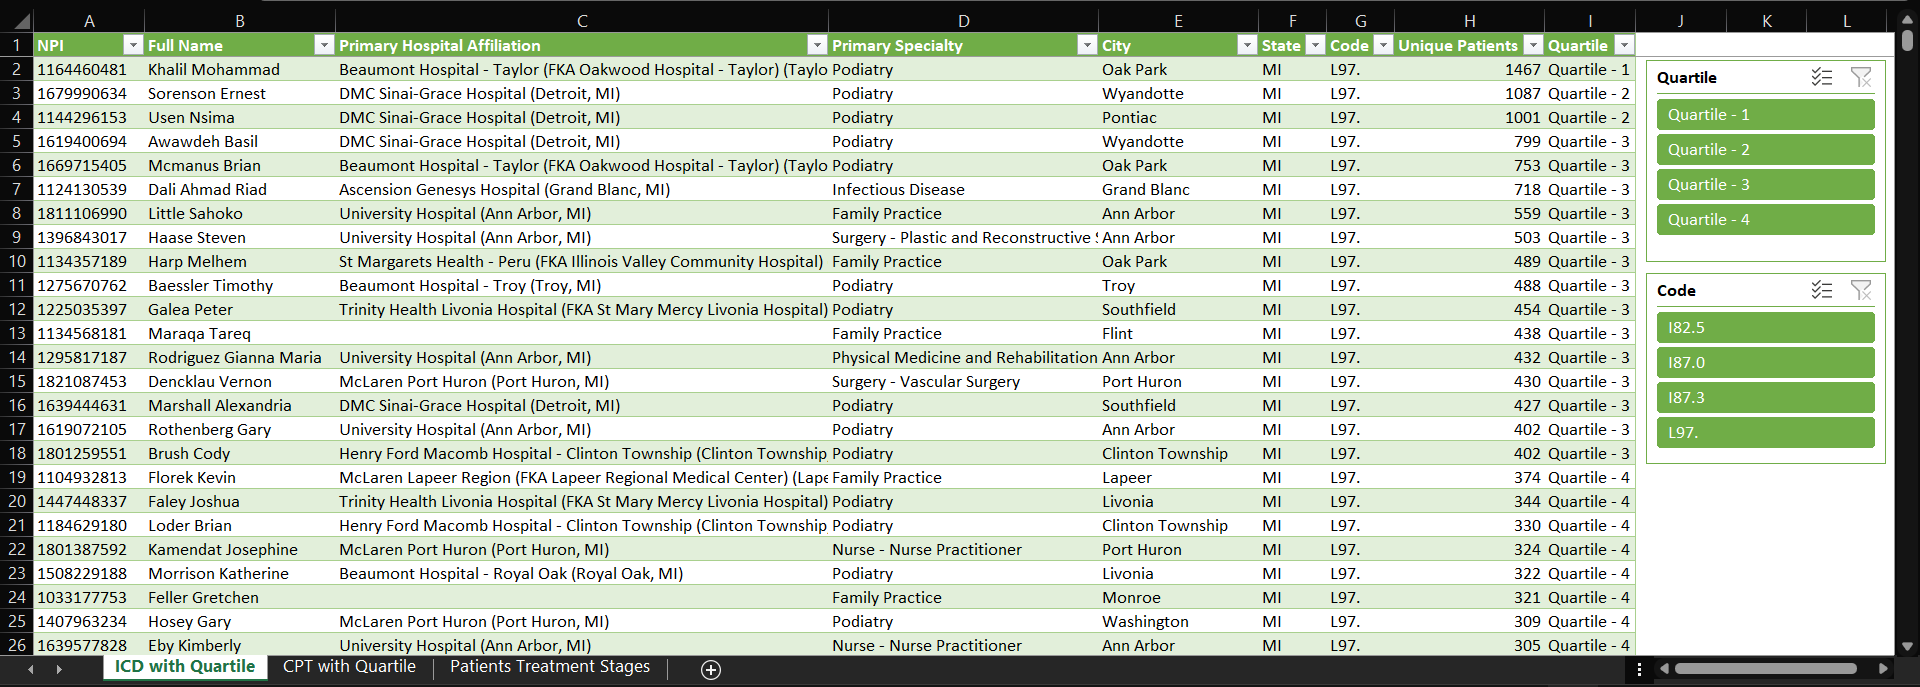 A B C D E F G H I J K L
1 NPI Full Name Primary Hospital Affiliation Primary Specialty City State Code Unique Patients Quartile
2 1164460481 Khalil Mohammad Beaumont Hospital - Taylor (FKA Oakwood Hospital - Taylor) (Taylo Podiatry Oak Park MI L97. 1467 Quartile - 1
3 1679990634 Sorenson Ernest DMC Sinai-Grace Hospital (Detroit, MI) Podiatry Wyandotte MI L97. 1087 Quartile - 2
4 1144296153 Usen Nsima DMC Sinai-Grace Hospital (Detroit, MI) Podiatry Pontiac MI L97. 1001 Quartile - 2
5 1619400694 Awawdeh Basil DMC Sinai-Grace Hospital (Detroit, MI) Podiatry Wyandotte MI L97. 799 Quartile - 3
6 1669715405 Mcmanus Brian Beaumont Hospital - Taylor (FKA Oakwood Hospital - Taylor) (Taylo Podiatry Oak Park MI L97. 753 Quartile - 3
7 1124130539 Dali Ahmad Riad Ascension Genesys Hospital (Grand Blanc, MI) Infectious Disease Grand Blanc MI L97. 718 Quartile - 3
8 1811106990 Little Sahoko University Hospital (Ann Arbor, MI) Family Practice Ann Arbor MI L97. 559 Quartile - 3
9 1396843017 Haase Steven University Hospital (Ann Arbor, MI) Surgery - Plastic and Reconstructive S Ann Arbor MI L97. 503 Quartile - 3
10 1134357189 Harp Melhem St Margarets Health - Peru (FKA Illinois Valley Community Hospital) Family Practice Oak Park MI L97. 489 Quartile - 3
11 1275670762 Baessler Timothy Beaumont Hospital - Troy (Troy, MI) Podiatry Troy MI L97. 488 Quartile - 3
12 1225035397 Galea Peter Trinity Health Livonia Hospital (FKA St Mary Mercy Livonia Hospital) Podiatry Southfield MI L97. 454 Quartile - 3
13 1134568181 Maraqa Tareq Family Practice Flint MI L97. 438 Quartile - 3
14 1295817187 Rodriguez Gianna Maria University Hospital (Ann Arbor, MI) Physical Medicine and Rehabilitation Ann Arbor MI L97. 432 Quartile - 3
15 1821087453 Dencklau Vernon McLaren Port Huron (Port Huron, MI) Surgery - Vascular Surgery Port Huron MI L97. 430 Quartile - 3
16 1639444631 Marshall Alexandria DMC Sinai-Grace Hospital (Detroit, MI) Podiatry Southfield MI L97. 427 Quartile - 3
17 1619072105 Rothenberg Gary University Hospital (Ann Arbor, MI) Podiatry Ann Arbor MI L97. 402 Quartile - 3
18 1801259551 Brush Cody Henry Ford Macomb Hospital - Clinton Township (Clinton Township Podiatry Clinton Township MI L97. 402 Quartile - 3
19 1104932813 Florek Kevin McLaren Lapeer Region (FKA Lapeer Regional Medical Center) (Lape Family Practice Lapeer MI L97. 374 Quartile - 4
20 1447448337 Faley Joshua Trinity Health Livonia Hospital (FKA St Mary Mercy Livonia Hospital) Podiatry Livonia MI L97. 344 Quartile - 4
21 1184629180 Loder Brian Henry Ford Macomb Hospital - Clinton Township (Clinton Township Podiatry Clinton Township MI L97. 330 Quartile - 4
22 1801387592 Kamendat Josephine McLaren Port Huron (Port Huron, MI) Nurse - Nurse Practitioner Port Huron MI L97. 324 Quartile - 4
23 1508229188 Morrison Katherine Beaumont Hospital - Royal Oak (Royal Oak, MI) Podiatry Livonia MI L97. 322 Quartile - 4
24 1033177753 Feller Gretchen Family Practice Monroe MI L97. 321 Quartile - 4
25 1407963234 Hosey Gary McLaren Port Huron (Port Huron, MI) Podiatry Washington MI L97. 309 Quartile - 4
26 1639577828 Eby Kimberly University Hospital (Ann Arbor, MI) Nurse - Nurse Practitioner Ann Arbor MI L97. 305 Quartile - 4
Quartile
Quartile - 1
Quartile - 2
Quartile - 3
Quartile - 4
Code
I82.5
I87.0
I87.3
L97.
ICD with Quartile CPT with Quartile Patients Treatment Stages